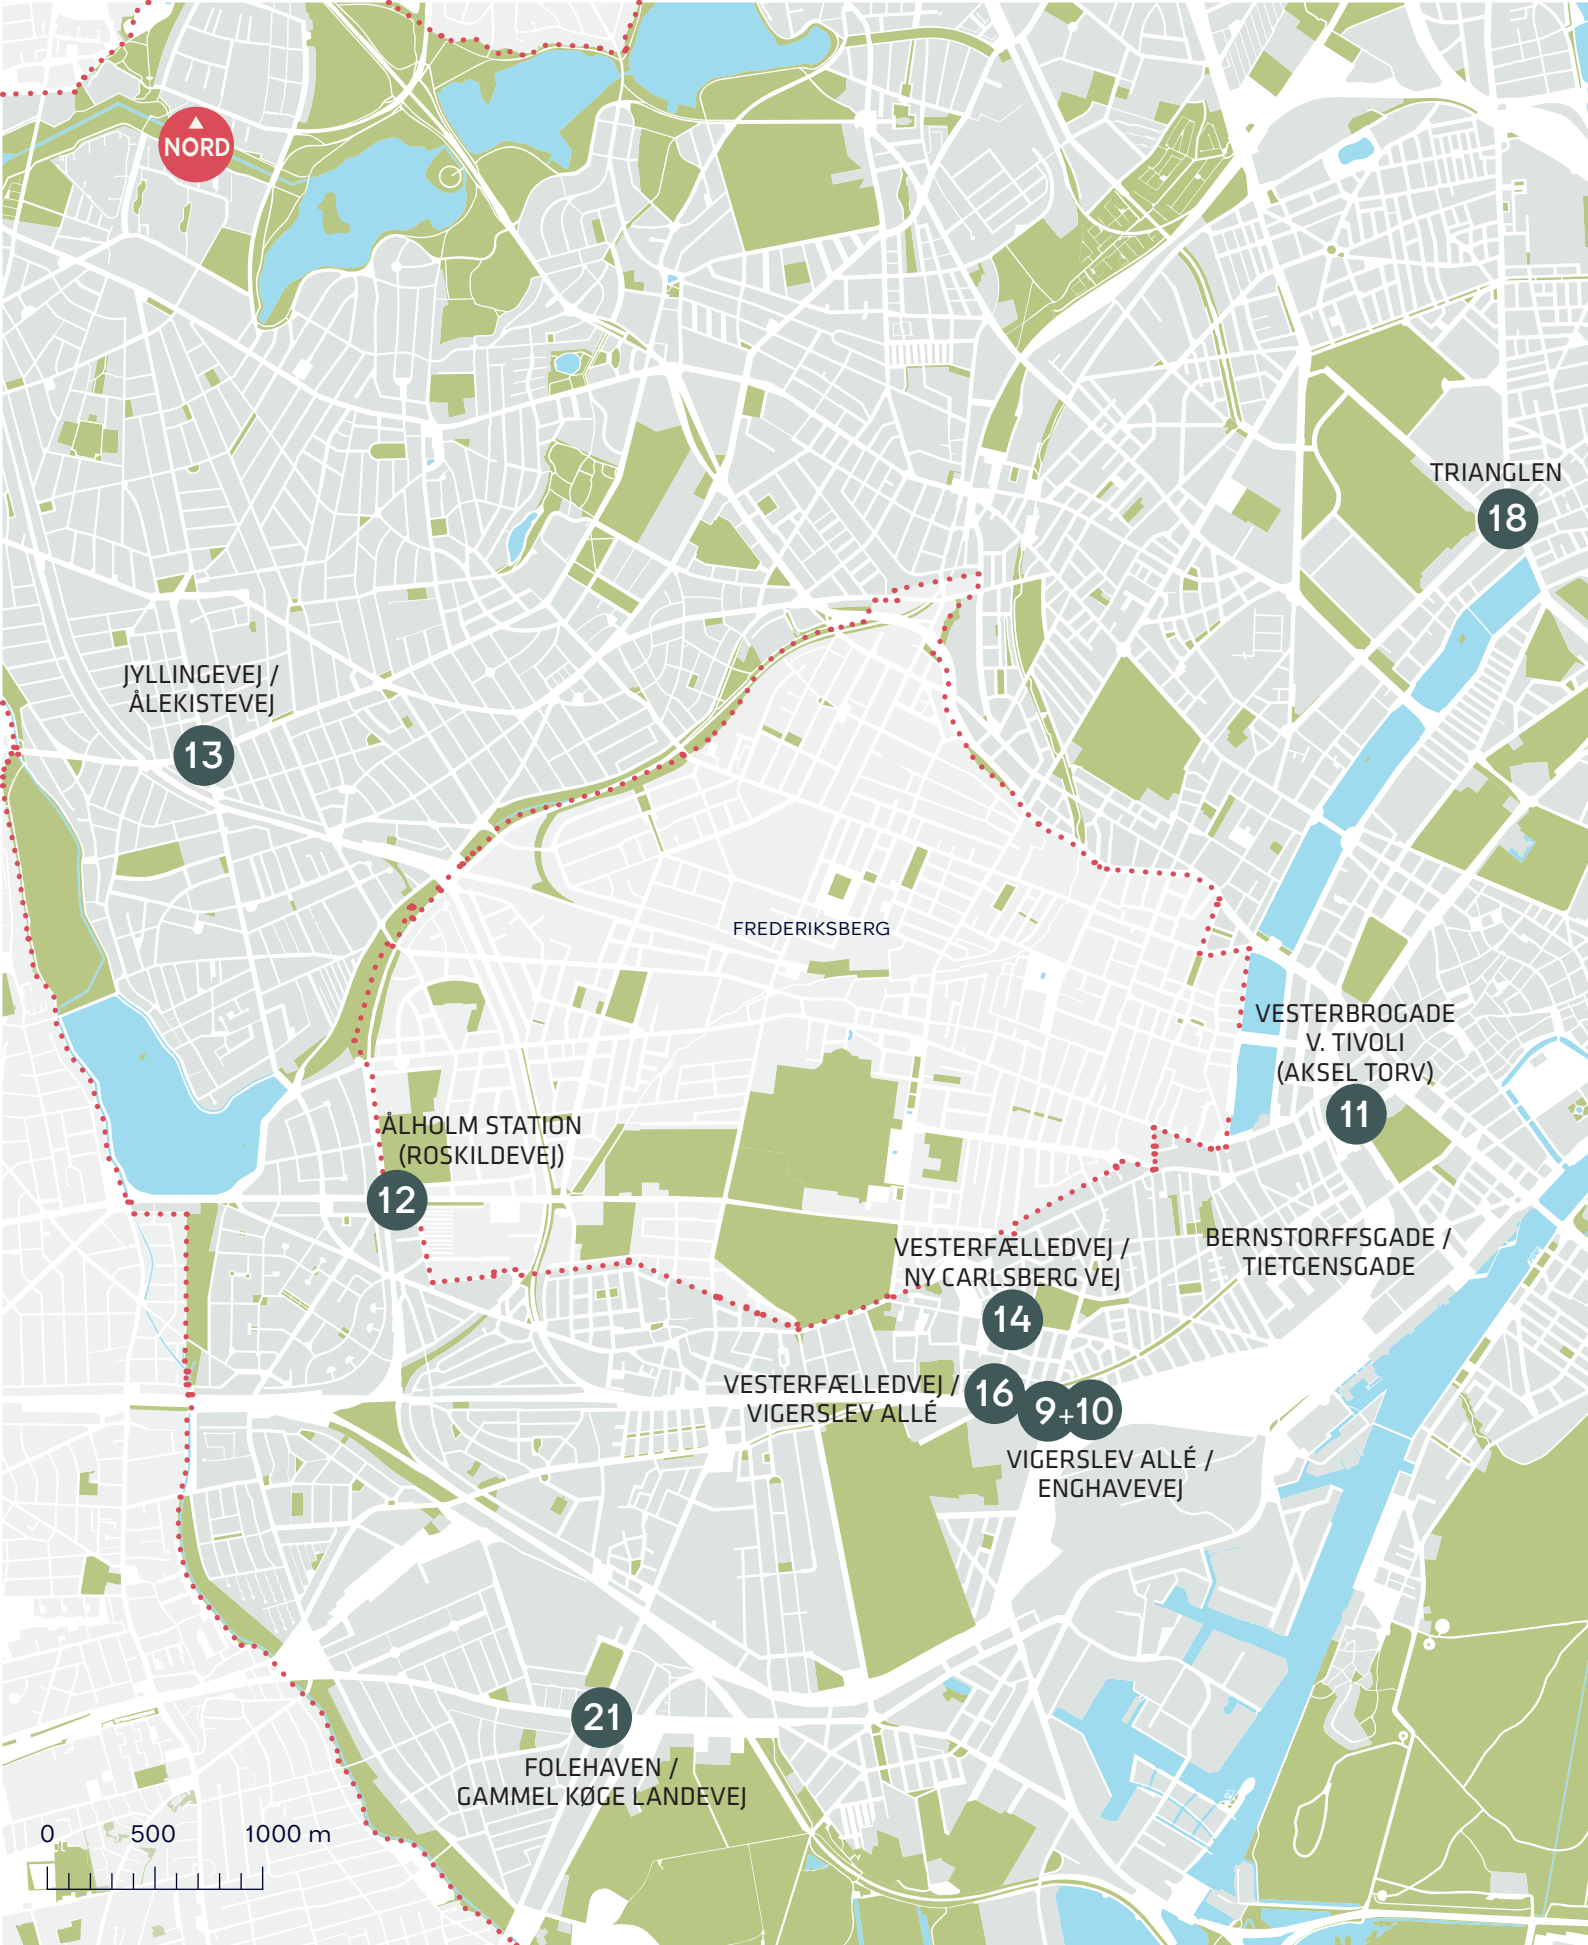 NORD
TRIANGLEN
18
JYLLINGEVEJ /
ÅLEKISTEVEJ
13
FREDERIKSBERG
VESTERBROGADE
V. TIVOLI
(AKSEL TORV)
11
ÅLHOLM STATION
(ROSKILDEVEJ)
12
BERNSTORFFSGADE /
TIETGENSGADE
VESTERFÆLLEDVEJ /
NY CARLSBERG VEJ
14
VESTERFÆLLEDVEJ /
VIGERSLEV ALLÉ
16
9+10
VIGERSLEV ALLÉ /
ENGHAVEVEJ
21
FOLEHAVEN /
GAMMEL KØGE LANDEVEJ
0 500 1000 m